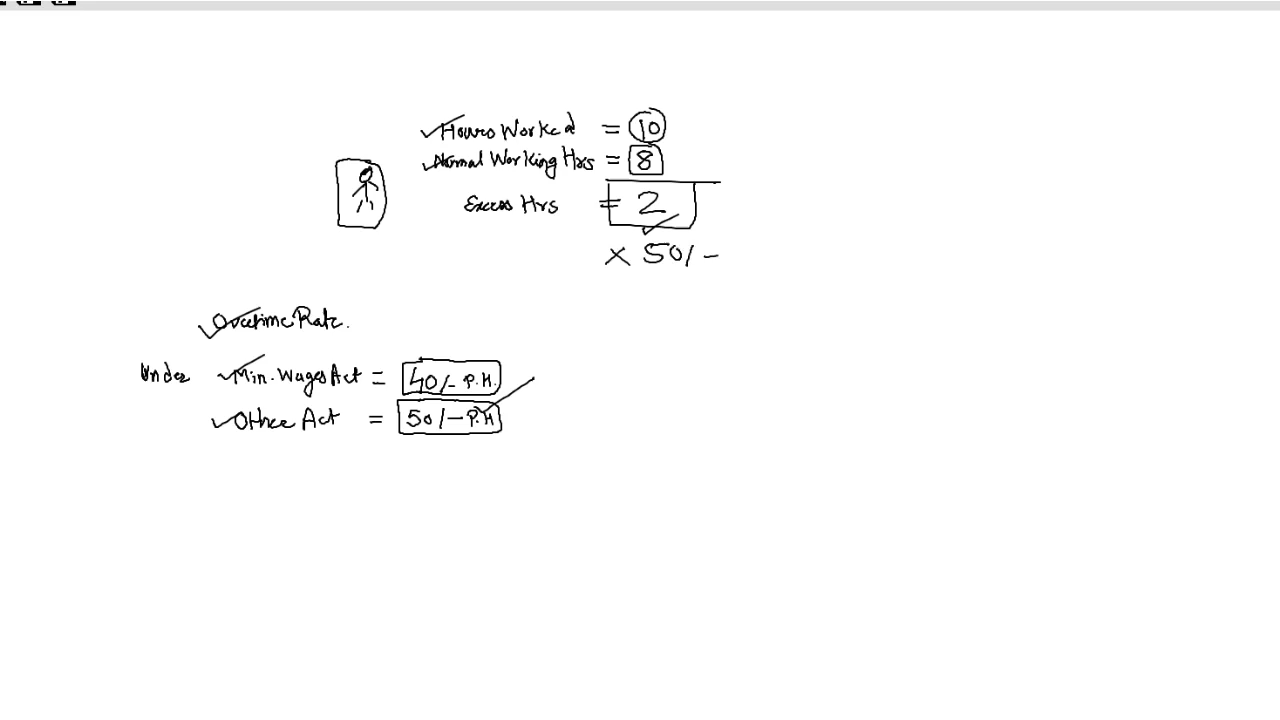 Hours Worked = 10
Normal Working Hrs = 8
Excess Hrs = 2
× 50/-
Overtime Rate.
Under Min. Wages Act = 40/- P.H.
Other Act = 50/- P.H